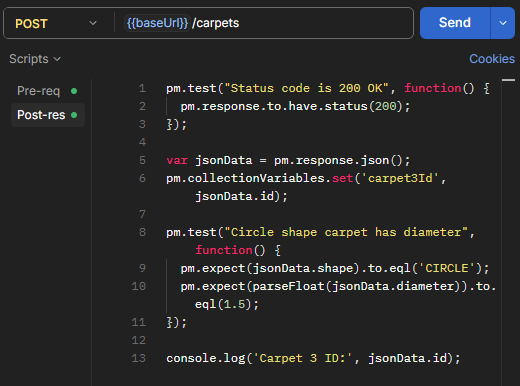 POST {{baseUrl}} /carpets Send
Scripts Cookies
Pre-req
Post-res
1 pm.test("Status code is 200 OK", function() {
2 pm.response.to.have.status(200);
3 });
4
5 var jsonData = pm.response.json();
6 pm.collectionVariables.set('carpet3Id',
jsonData.id);
7
8 pm.test("Circle shape carpet has diameter",
function() {
9 pm.expect(jsonData.shape).to.eql('CIRCLE');
10 pm.expect(parseFloat(jsonData.diameter)).to.
eql(1.5);
11 });
12
13 console.log('Carpet 3 ID:', jsonData.id);